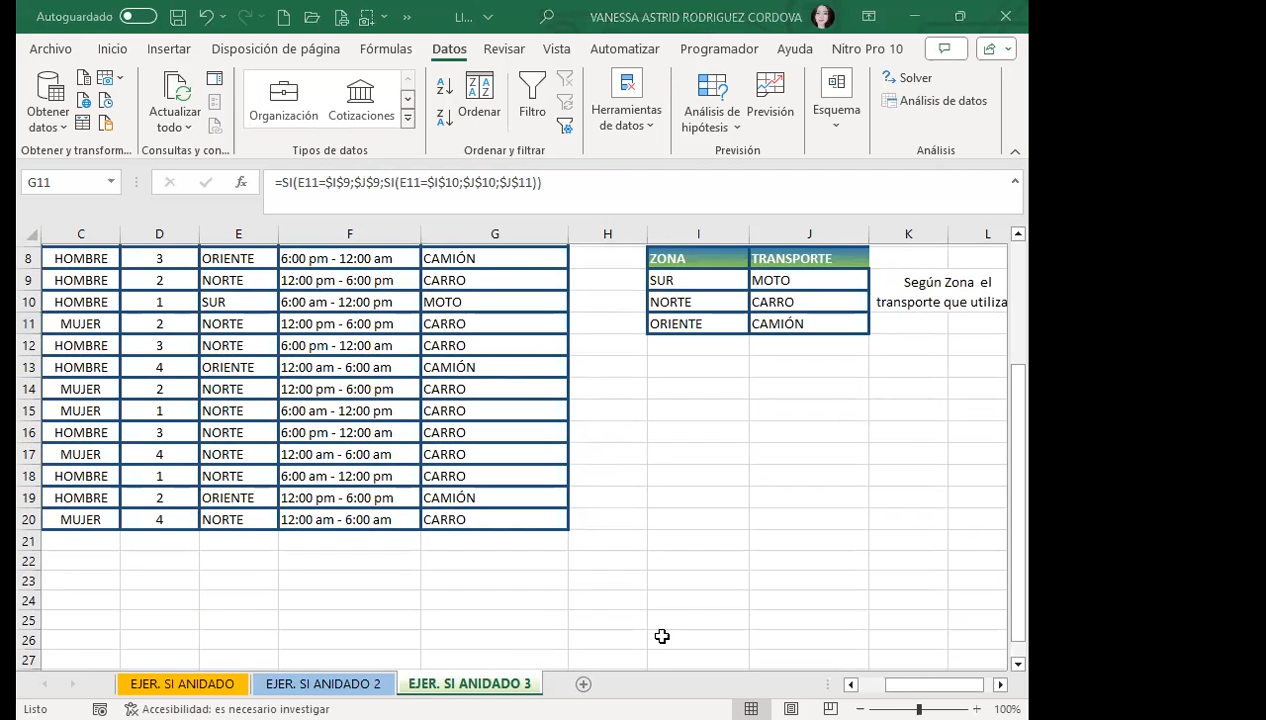 Autoguardado LI... VANESSA ASTRID RODRIGUEZ CORDOVA
Archivo Inicio Insertar Disposición de página Fórmulas Datos Revisar Vista Automatizar Programador Ayuda Nitro Pro 10
Obtener datos
Actualizar todo
Organización Cotizaciones
Ordenar
Filtro
Herramientas de datos
Análisis de hipótesis
Previsión
Esquema
Solver
Análisis de datos
Obtener y transform... Consultas y con... Tipos de datos Ordenar y filtrar Previsión Análisis
G11 fx =SI(E11=$I$9;$J$9;SI(E11=$I$10;$J$10;$J$11))
C D E F G H I J K L
8 HOMBRE 3 ORIENTE 6:00 pm - 12:00 am CAMIÓN ZONA TRANSPORTE
9 HOMBRE 2 NORTE 12:00 pm - 6:00 pm CARRO SUR MOTO Según Zona el
10 HOMBRE 1 SUR 6:00 am - 12:00 pm MOTO NORTE CARRO transporte que utiliza
11 MUJER 2 NORTE 12:00 pm - 6:00 pm CARRO ORIENTE CAMIÓN
12 HOMBRE 3 NORTE 6:00 pm - 12:00 am CARRO
13 HOMBRE 4 ORIENTE 12:00 am - 6:00 am CAMIÓN
14 MUJER 2 NORTE 12:00 pm - 6:00 pm CARRO
15 MUJER 1 NORTE 6:00 am - 12:00 pm CARRO
16 HOMBRE 3 NORTE 6:00 pm - 12:00 am CARRO
17 MUJER 4 NORTE 12:00 am - 6:00 am CARRO
18 HOMBRE 1 NORTE 6:00 am - 12:00 pm CARRO
19 HOMBRE 2 ORIENTE 12:00 pm - 6:00 pm CAMIÓN
20 MUJER 4 NORTE 12:00 am - 6:00 am CARRO
21
22
23
24
25
26
27
EJER. SI ANIDADO EJER. SI ANIDADO 2 EJER. SI ANIDADO 3
Listo Accesibilidad: es necesario investigar 100%